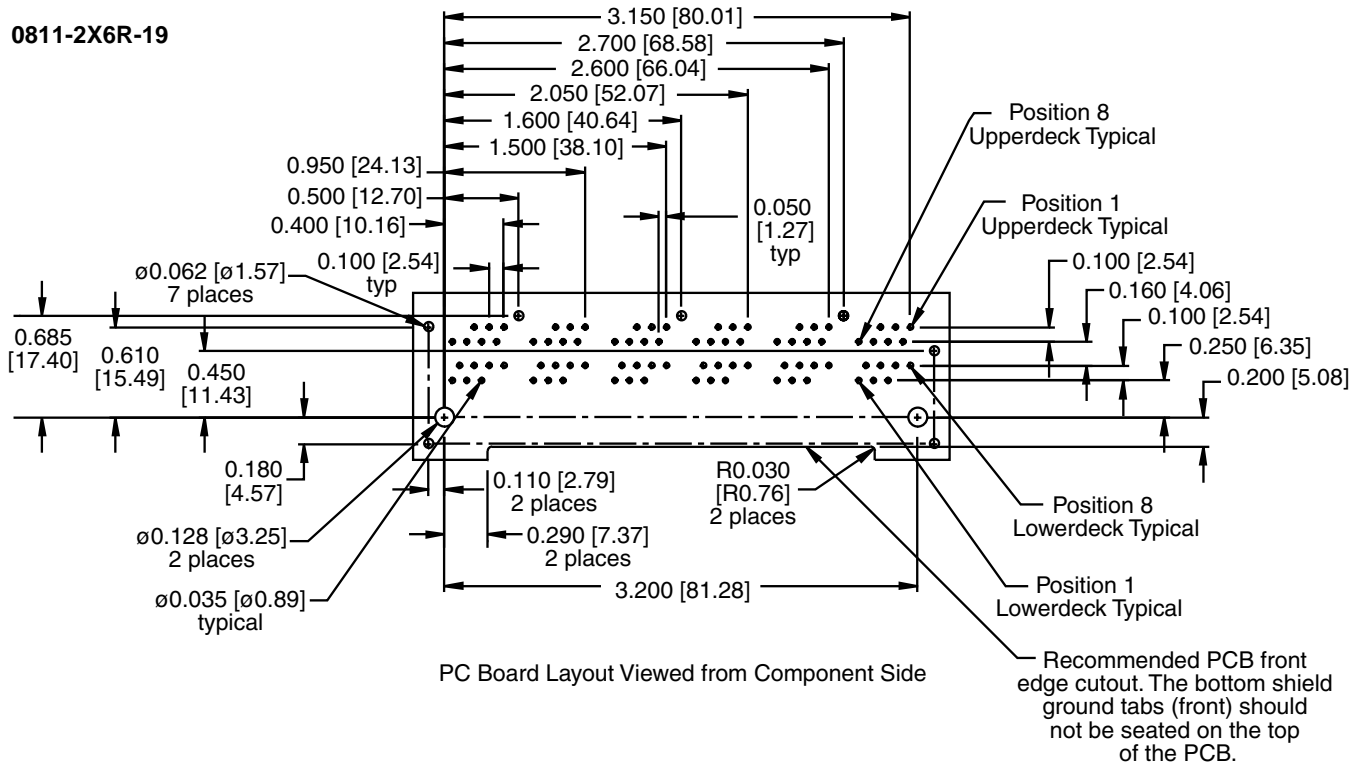 0811-2X6R-19
3.150 [80.01]
2.700 [68.58]
2.600 [66.04]
2.050 [52.07]
1.600 [40.64]
1.500 [38.10]
0.950 [24.13]
0.500 [12.70]
0.400 [10.16]
0.100 [2.54]
typ
0.050
[1.27]
typ
Position 8
Upperdeck Typical
Position 1
Upperdeck Typical
ø0.062 [ø1.57]
7 places
0.100 [2.54]
0.160 [4.06]
0.100 [2.54]
0.250 [6.35]
0.200 [5.08]
0.685
[17.40]
0.610
[15.49]
0.450
[11.43]
0.180
[4.57]
0.110 [2.79]
2 places
R0.030
[R0.76]
2 places
ø0.128 [ø3.25]
2 places
0.290 [7.37]
2 places
ø0.035 [ø0.89]
typical
3.200 [81.28]
Position 8
Lowerdeck Typical
Position 1
Lowerdeck Typical
PC Board Layout Viewed from Component Side
Recommended PCB front
edge cutout. The bottom shield
ground tabs (front) should
not be seated on the top
of the PCB.